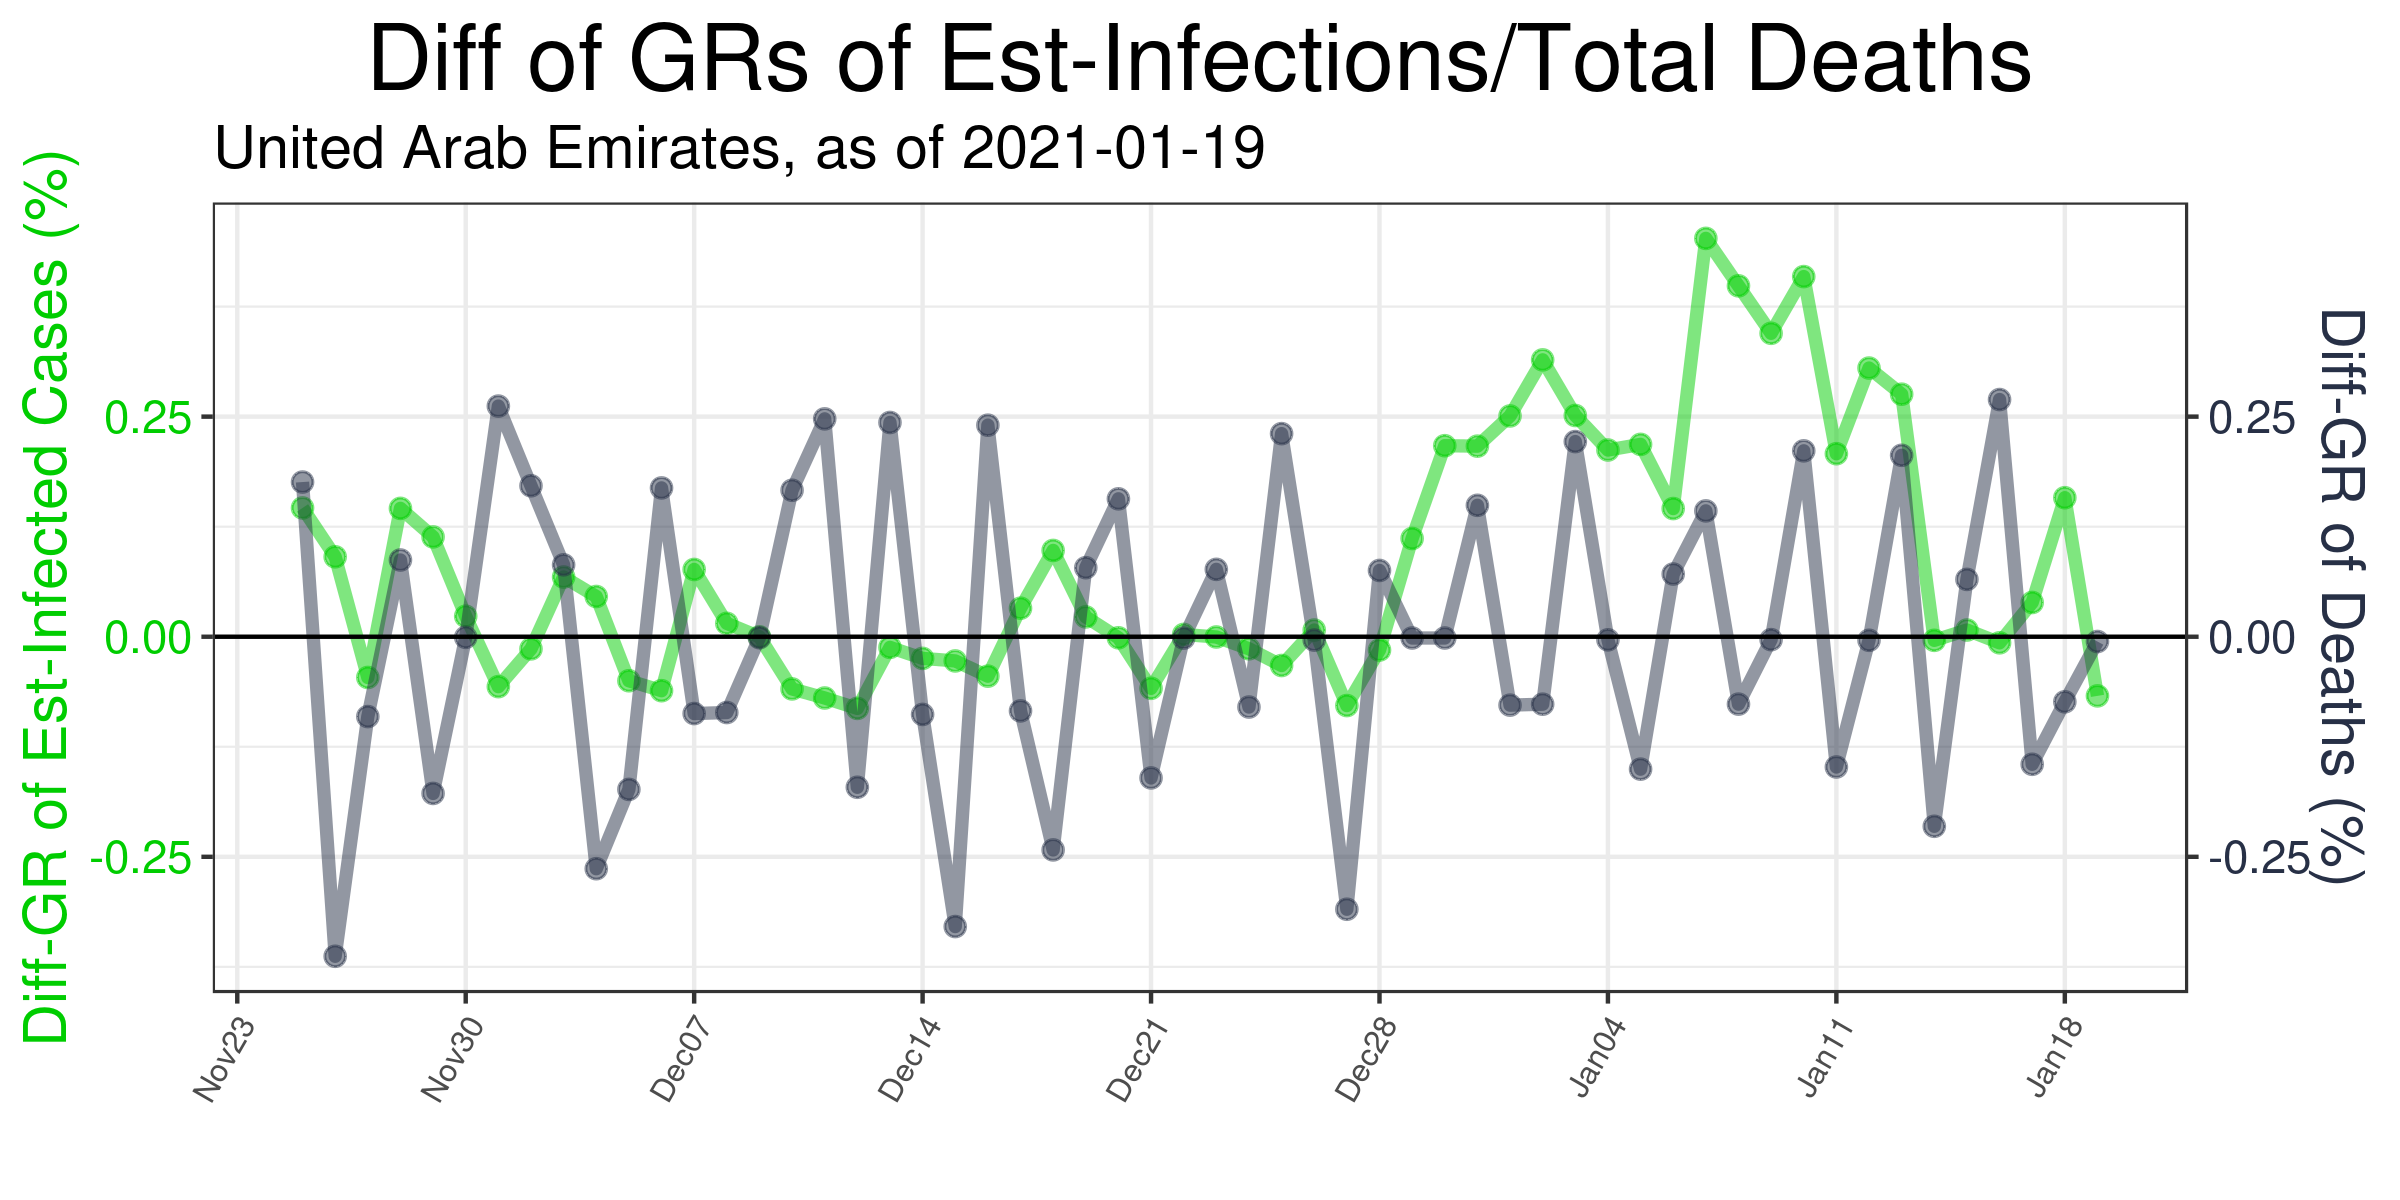 Diff of GRs of Est-Infections/Total Deaths
United Arab Emirates, as of 2021-01-19
Diff-GR of Est-Infected Cases (%)
0.25
0.00
-0.25
0.25
0.00
-0.25
Diff-GR of Deaths (%)
Nov23
Nov30
Dec07
Dec14
Dec21
Dec28
Jan04
Jan11
Jan18